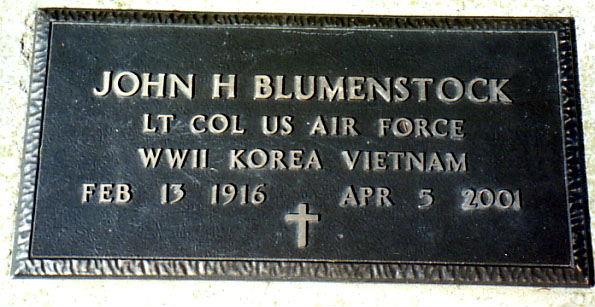 JOHN H BLUMENSTOCK
LT COL US AIR FORCE
WWII KOREA VIETNAM
FEB 13 1916 APR 5 2001